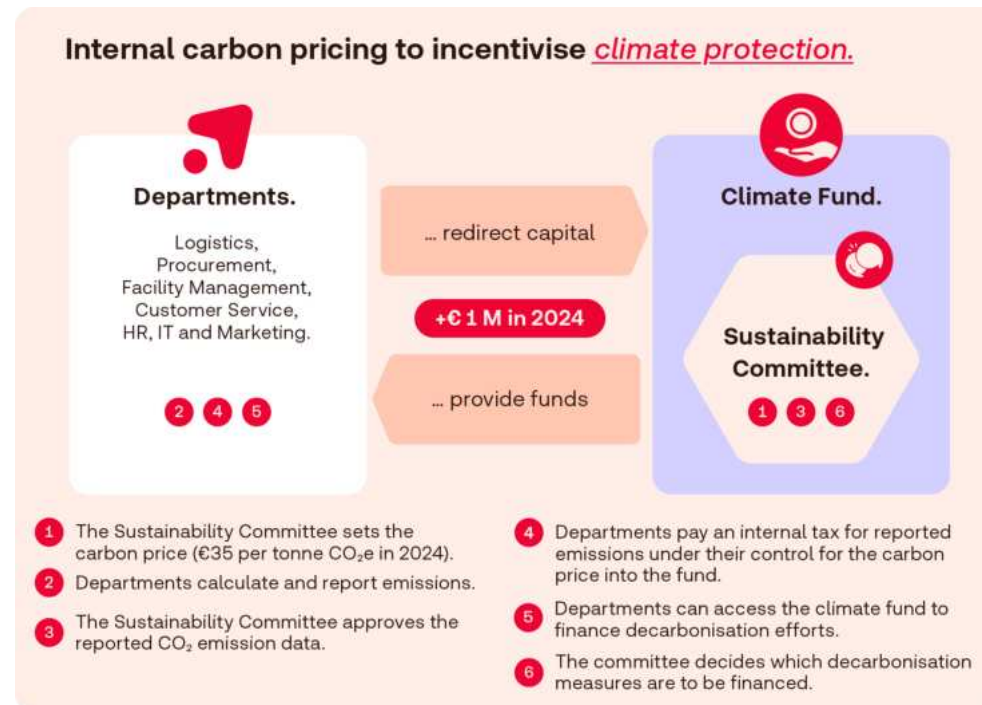 Internal carbon pricing to incentivise climate protection.
Departments.
Logistics,
Procurement,
Facility Management,
Customer Service,
HR, IT and Marketing.
2 4 5
... redirect capital
+€ 1 M in 2024
... provide funds
Climate Fund.
Sustainability
Committee.
1 3 6
1 The Sustainability Committee sets the
carbon price (€35 per tonne CO₂e in 2024).
2 Departments calculate and report emissions.
3 The Sustainability Committee approves the
reported CO₂ emission data.
4 Departments pay an internal tax for reported
emissions under their control for the carbon
price into the fund.
5 Departments can access the climate fund to
finance decarbonisation efforts.
6 The committee decides which decarbonisation
measures are to be financed.